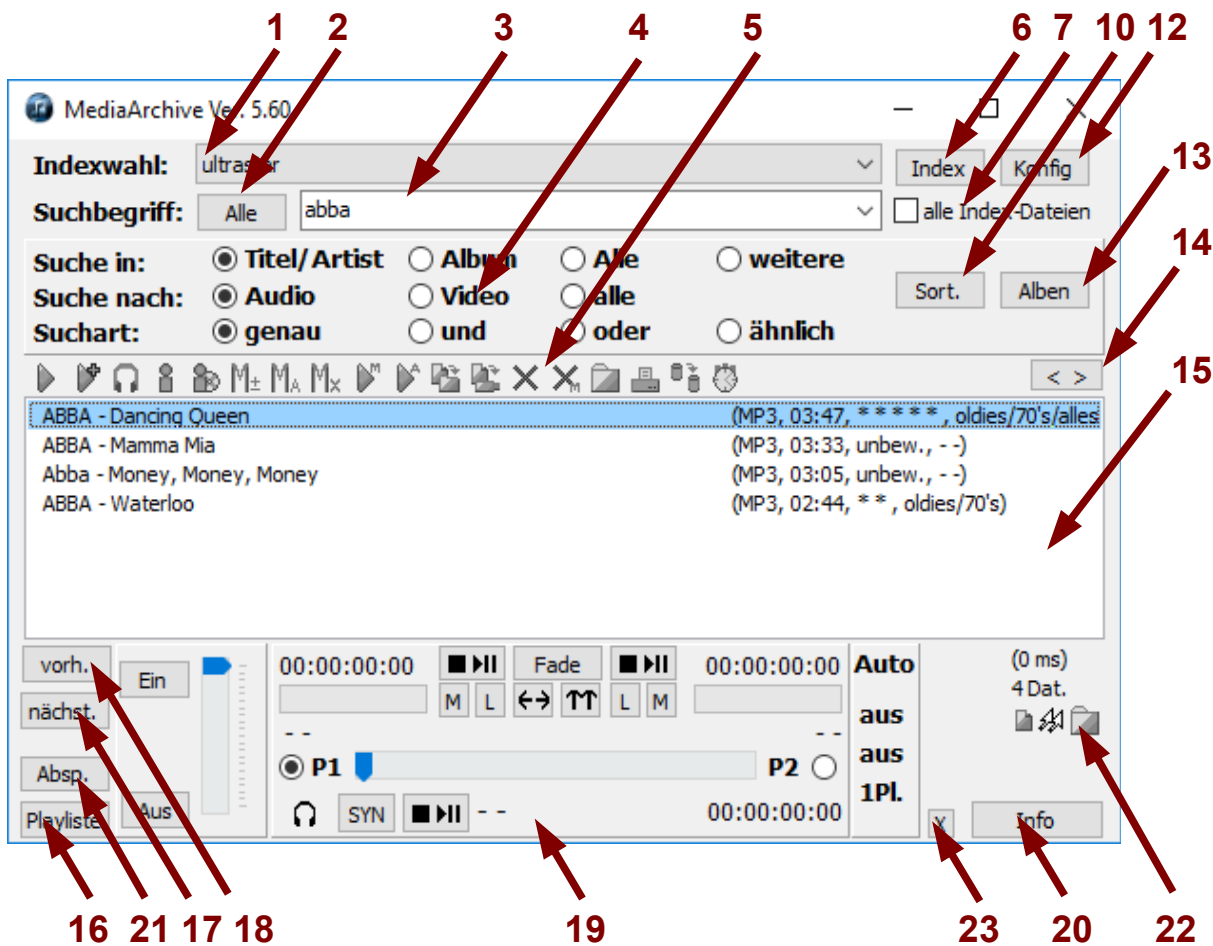 1 2 3 4 5 6 7 10 12
MediaArchive Ver. 5.60
Indexwahl: ultrastar Index Konfig
13
Suchbegriff: Alle abba alle Index-Dateien
14
Suche in: Titel/Artist Album Alle weitere
Suche nach: Audio Video alle Sort. Alben
Suchart: genau und oder ähnlich
M± MA MX M A M < >
15
ABBA - Dancing Queen (MP3, 03:47, * * * * * , oldies/70's/alles
ABBA - Mamma Mia (MP3, 03:33, unbew., - -)
Abba - Money, Money, Money (MP3, 03:05, unbew., - -)
ABBA - Waterloo (MP3, 02:44, * * , oldies/70's)
vorh. Ein 00:00:00:00 Fade 00:00:00:00 Auto (0 ms)
4 Dat.
nächst. M L L M aus
- - - -
Absp. P1 P2 aus
1Pl.
Playliste Aus SYN - - 00:00:00:00 X Info
16 21 17 18 19 23 20 22